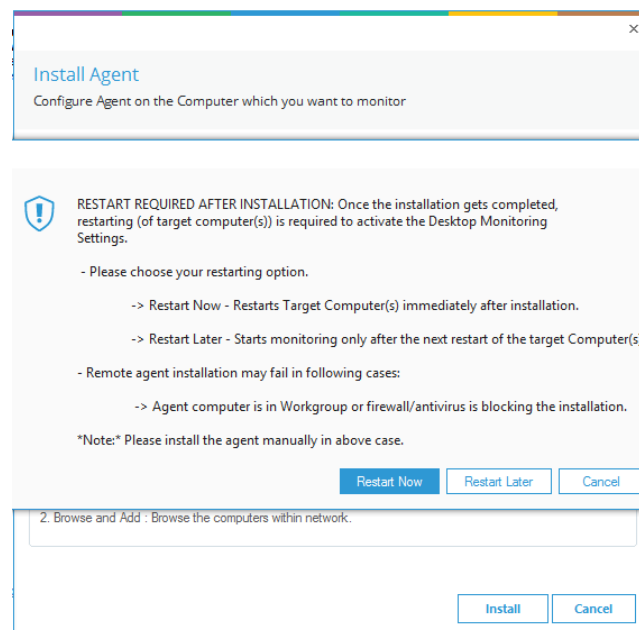 ×
Install Agent
Configure Agent on the Computer which you want to monitor
RESTART REQUIRED AFTER INSTALLATION: Once the installation gets completed,
restarting (of target computer(s)) is required to activate the Desktop Monitoring
Settings.
- Please choose your restarting option.
-> Restart Now - Restarts Target Computer(s) immediately after installation.
-> Restart Later - Starts monitoring only after the next restart of the target Computer(s
- Remote agent installation may fail in following cases:
-> Agent computer is in Workgroup or firewall/antivirus is blocking the installation.
*Note:* Please install the agent manually in above case.
Restart Now Restart Later Cancel
2. Browse and Add : Browse the computers within network.
Install Cancel